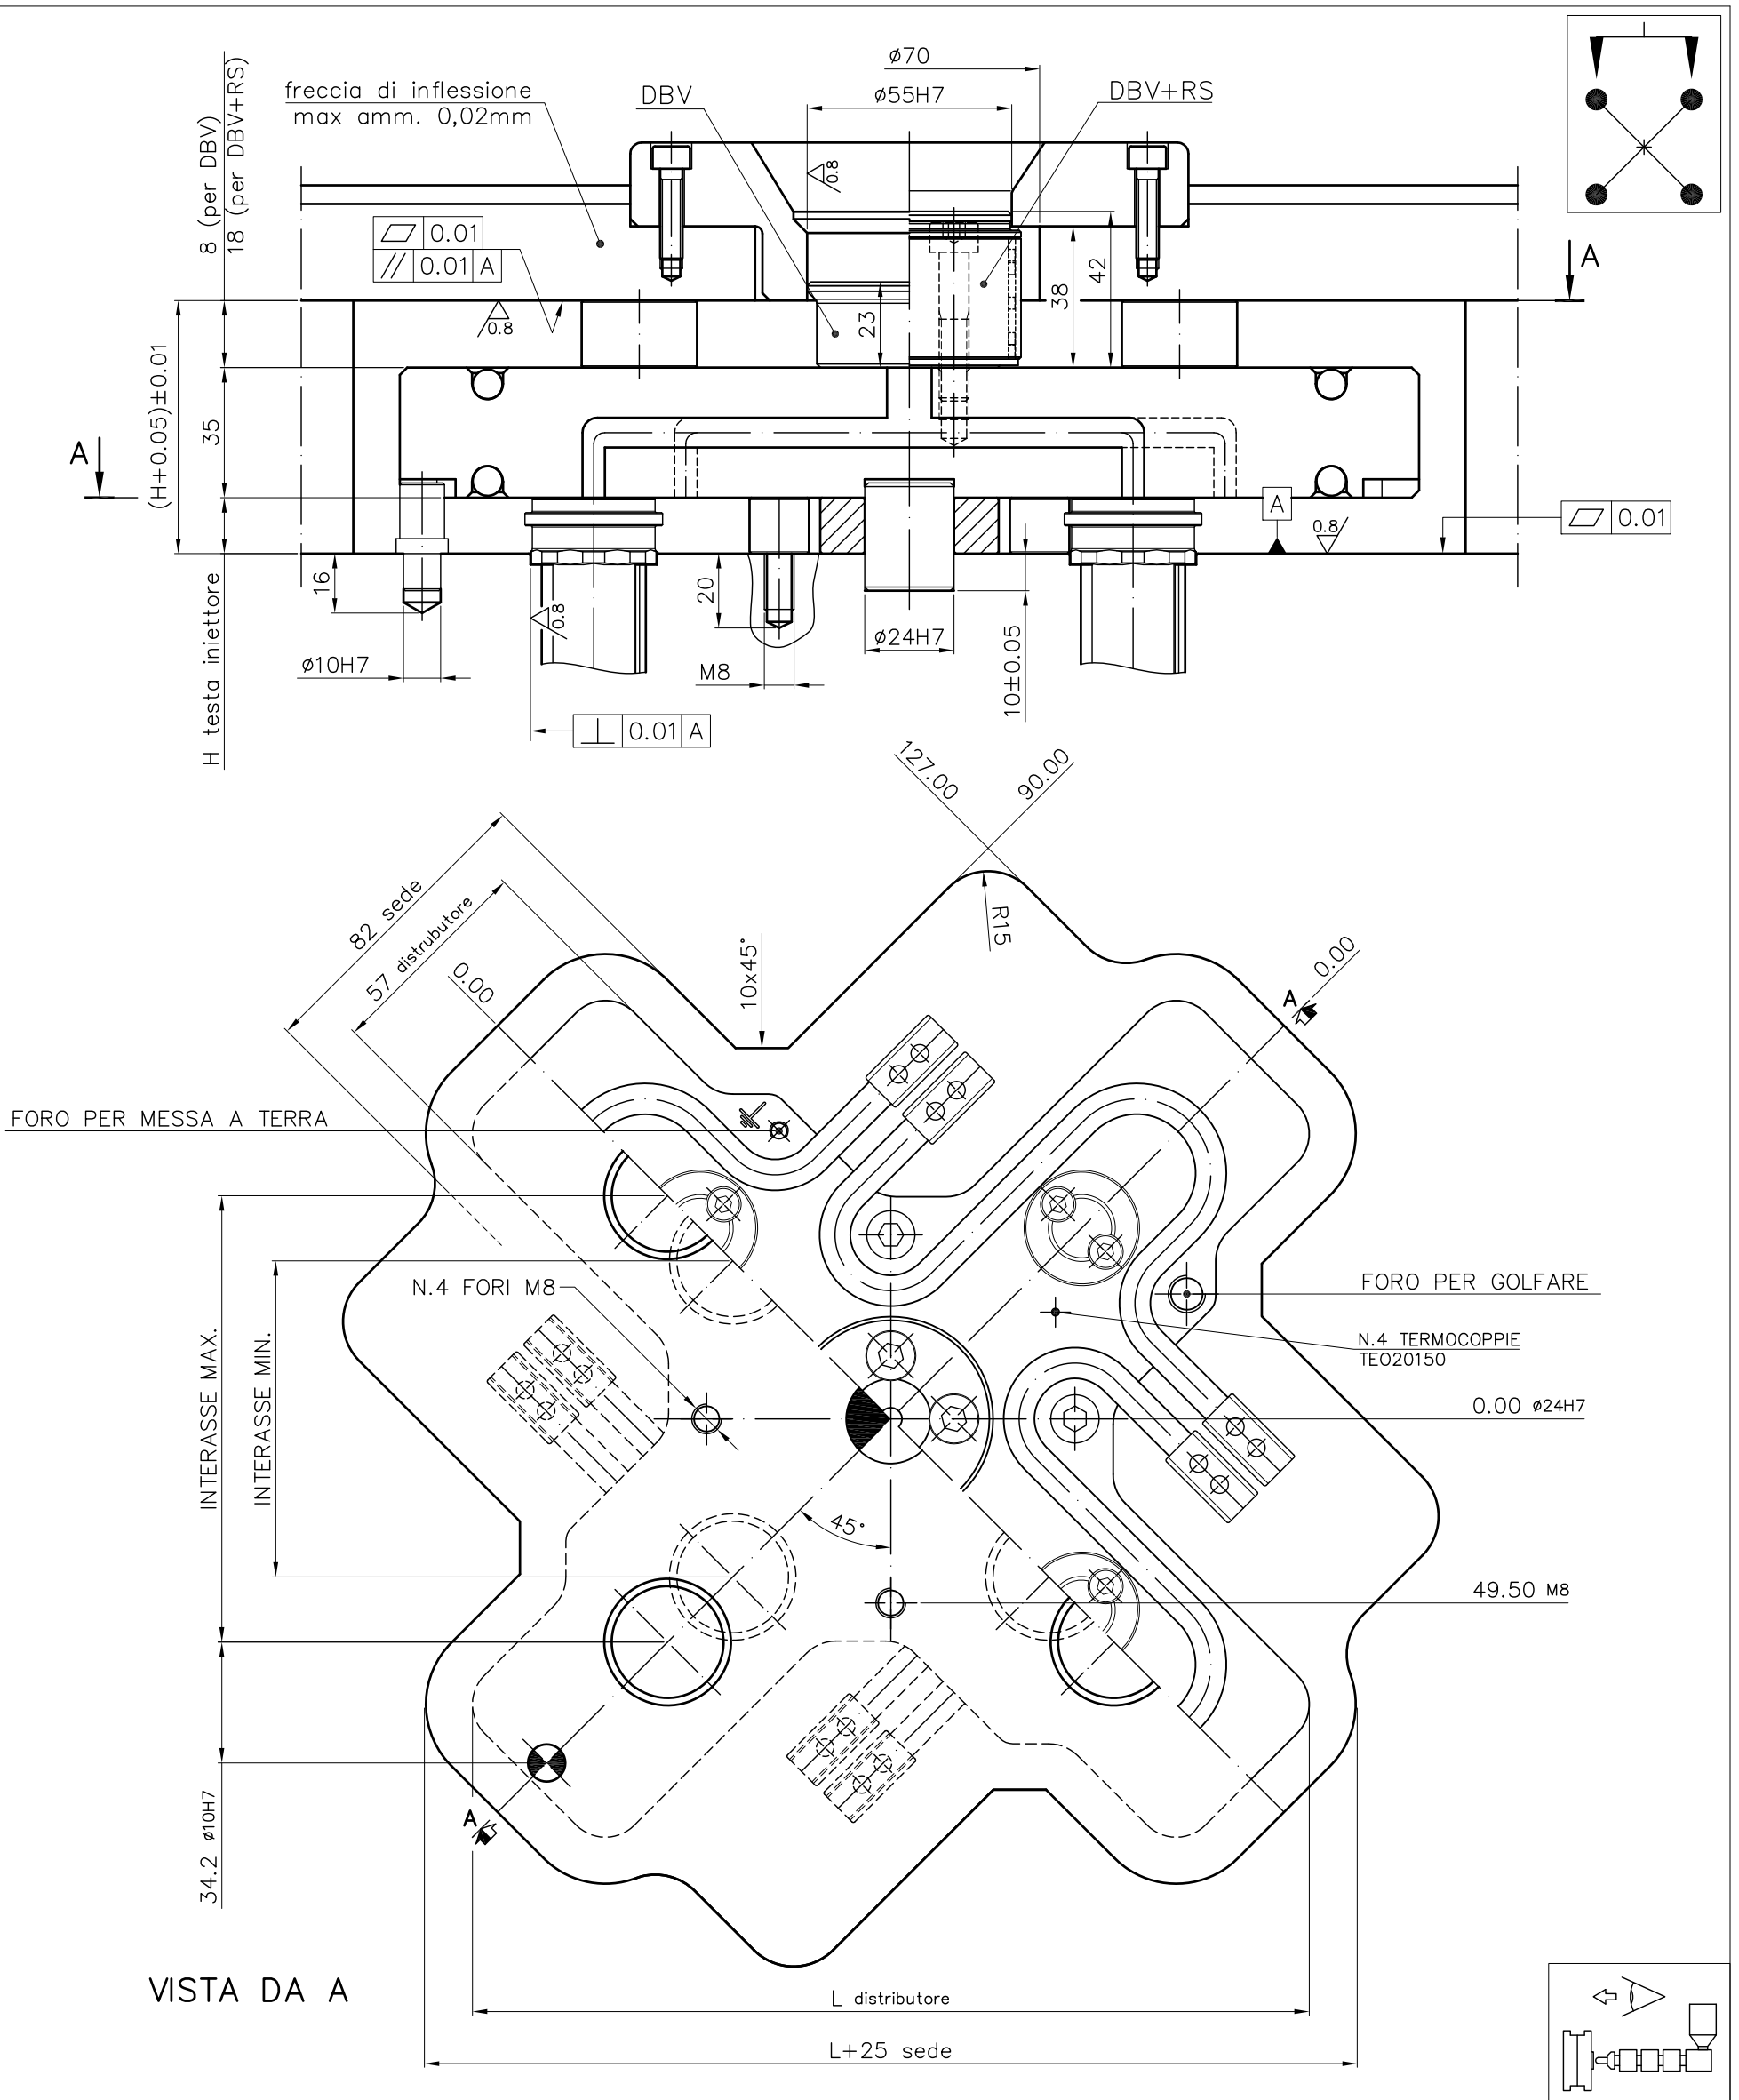 ø70
freccia di inflessione
max amm. 0,02mm
DBV
ø55H7
DBV+RS
8 (per DBV)
18 (per DBV+RS)
0.8
0.01
0.01 A
0.8
A
42
38
23
(H+0.05)±0.01
35
A
A
0.8
0.01
16
20
0.8
ø10H7
M8
ø24H7
10±0.05
H testa iniettore
0.01 A
127.00
90.00
82 sede
57 distrubutore
0.00
R15
10x45°
0.00
A
FORO PER MESSA A TERRA
N.4 FORI M8
FORO PER GOLFARE
N.4 TERMOCOPPIE
TE020150
INTERASSE MAX.
INTERASSE MIN.
0.00 ø24H7
45°
49.50 M8
34.2 ø10H7
A
VISTA DA A
L distributore
L+25 sede